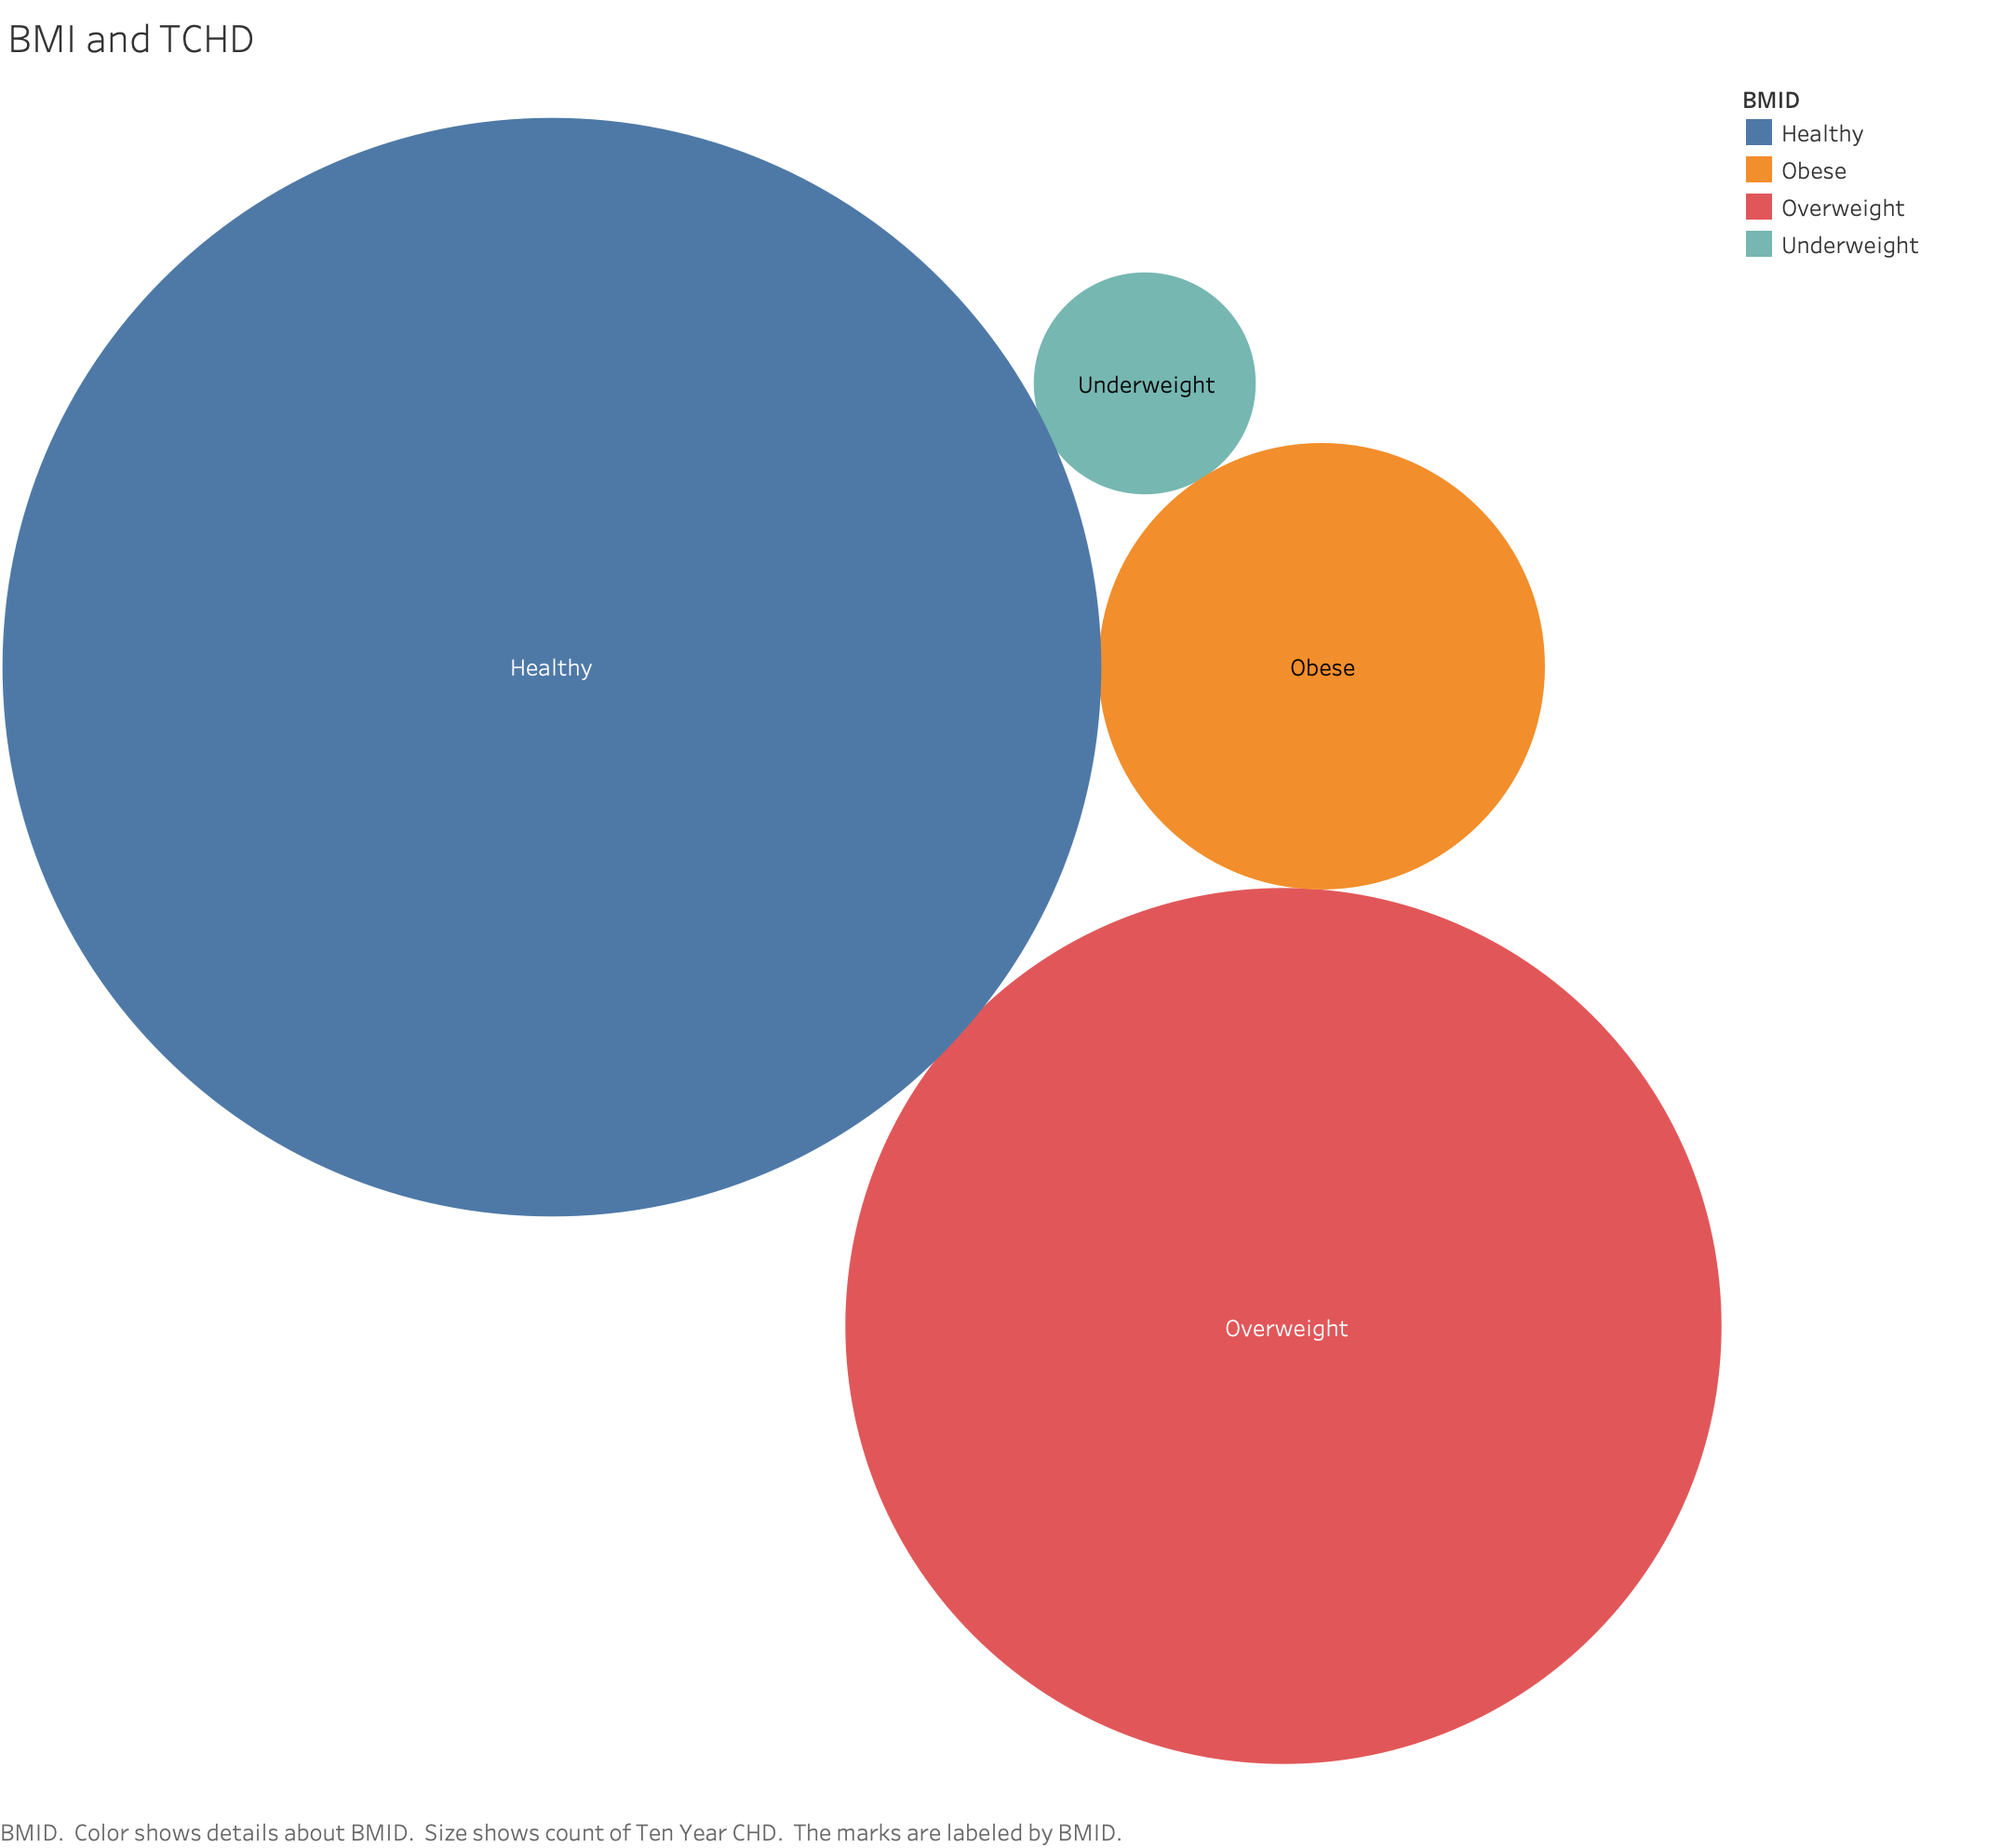 BMI and TCHD
BMID
Healthy
Obese
Overweight
Underweight
Underweight
Healthy
Obese
Overweight
BMID. Color shows details about BMID. Size shows count of Ten Year CHD. The marks are labeled by BMID.